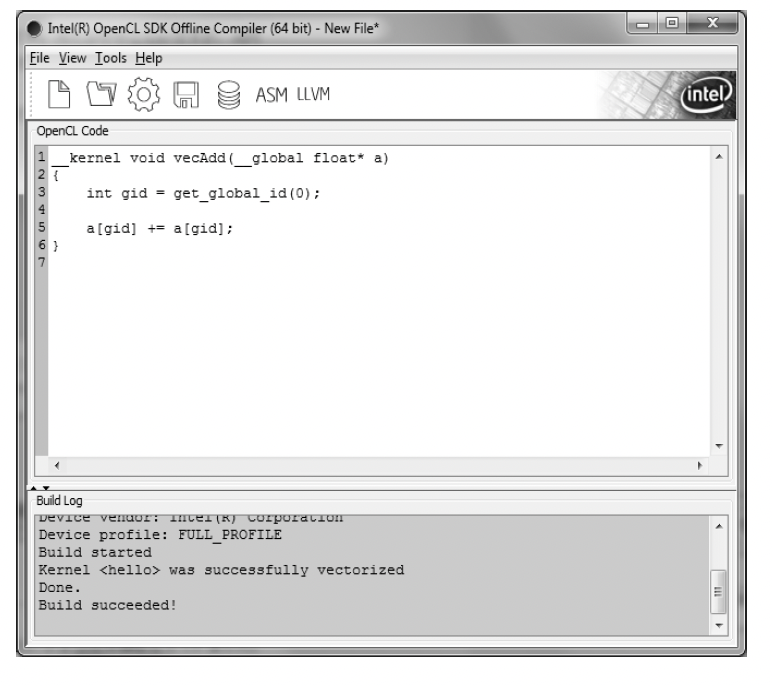 Intel(R) OpenCL SDK Offline Compiler (64 bit) - New File*
File View Tools Help
ASM LLVM
intel
OpenCL Code
1 __kernel void vecAdd(__global float* a)
2 {
3     int gid = get_global_id(0);
4
5     a[gid] += a[gid];
6 }
7
Build Log
Device vendor: Intel(R) Corporation
Device profile: FULL_PROFILE
Build started
Kernel <hello> was successfully vectorized
Done.
Build succeeded!